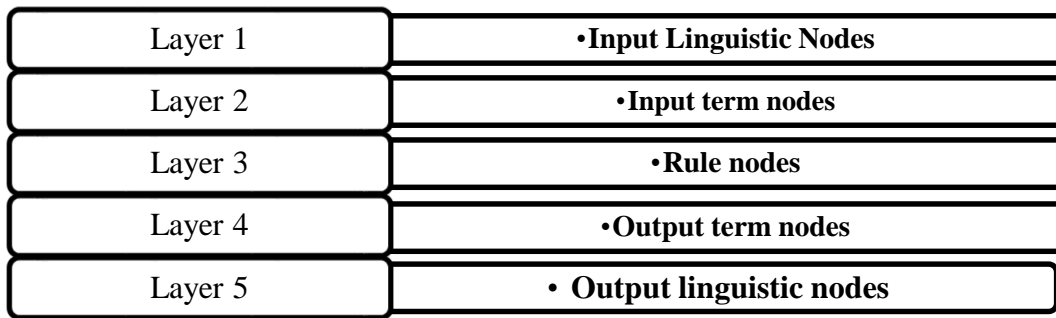 Layer 1 •Input Linguistic Nodes
Layer 2 •Input term nodes
Layer 3 •Rule nodes
Layer 4 •Output term nodes
Layer 5 • Output linguistic nodes